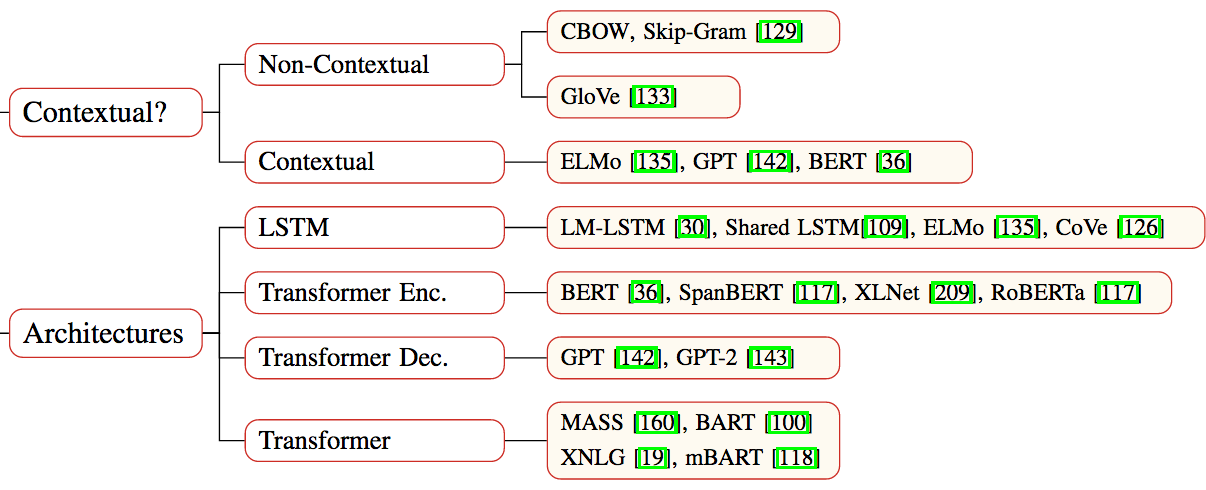 Contextual?
Non-Contextual
CBOW, Skip-Gram [129]
GloVe [133]
Contextual
ELMo [135], GPT [142], BERT [36]
Architectures
LSTM
LM-LSTM [30], Shared LSTM[109], ELMo [135], CoVe [126]
Transformer Enc.
BERT [36], SpanBERT [117], XLNet [209], RoBERTa [117]
Transformer Dec.
GPT [142], GPT-2 [143]
Transformer
MASS [160], BART [100]
XNLG [19], mBART [118]